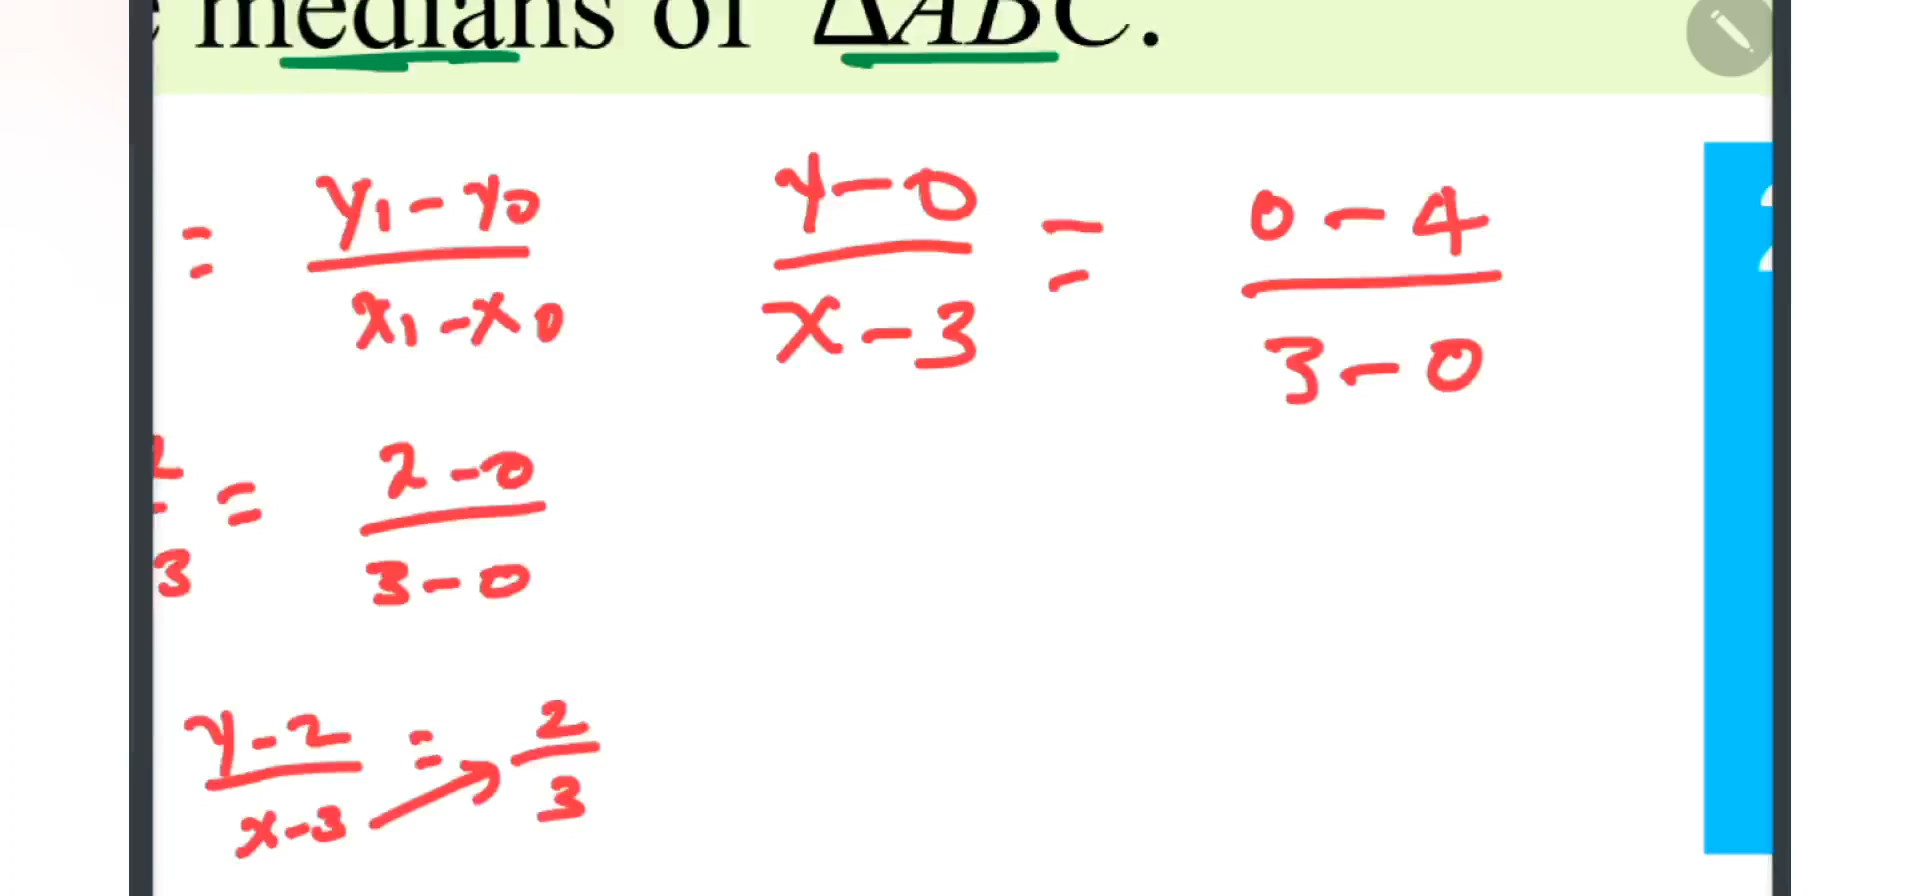 medians of ΔABC.
= y₁ - y₀ / x₁ - x₀
y - 0 / x - 3 = 0 - 4 / 3 - 0
3 = 2 - 0 / 3 - 0
y - 2 / x - 3 = 2 / 3